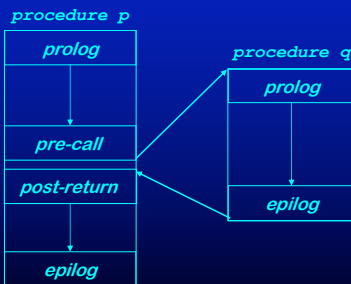 procedure p
prolog
pre-call
post-return
epilog
procedure q
prolog
epilog